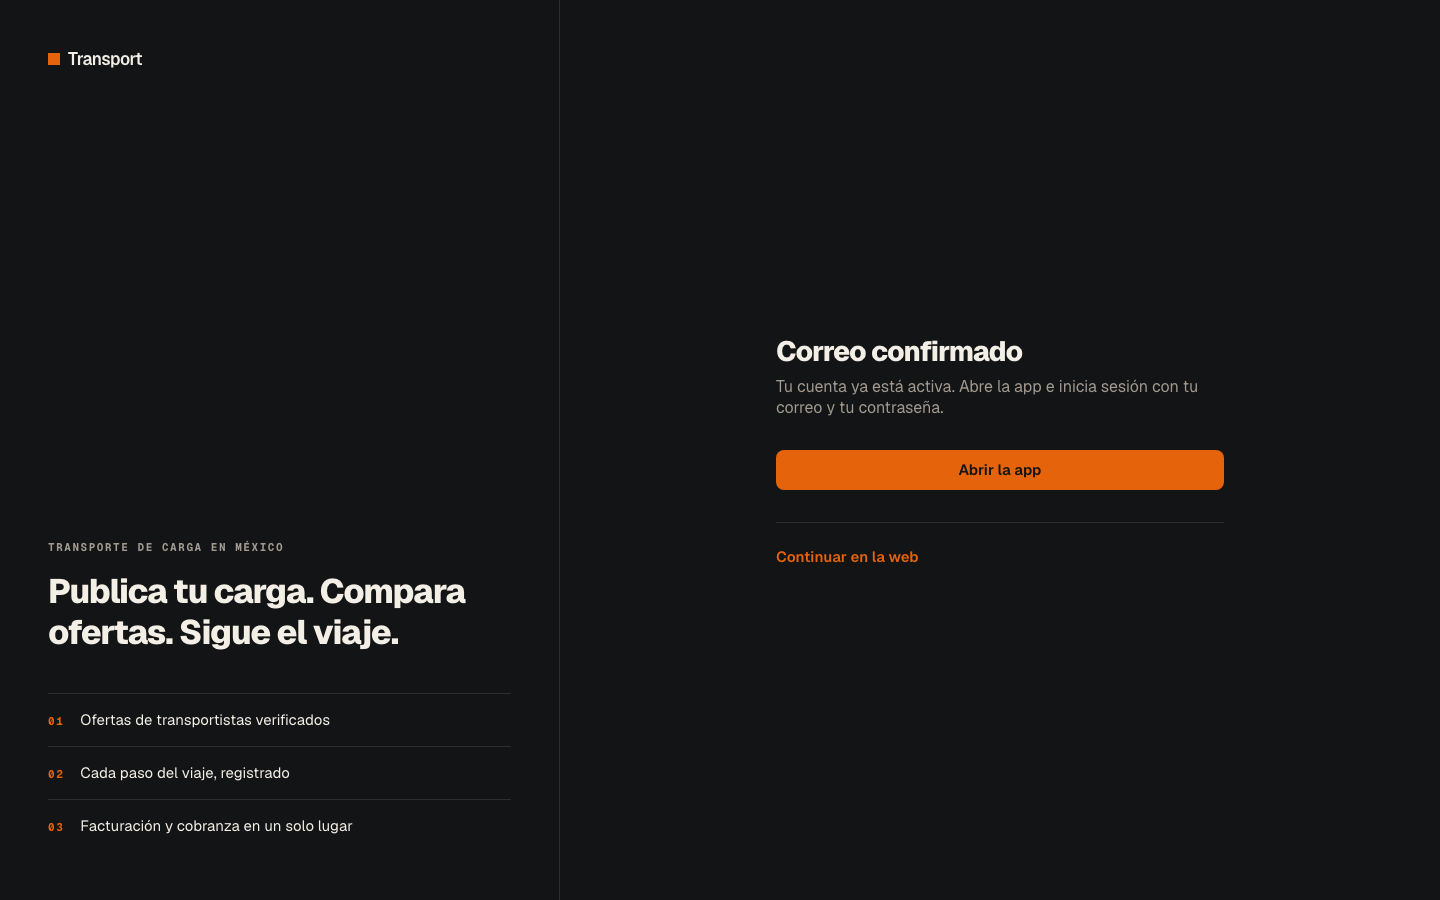 Transport
TRANSPORTE DE CARGA EN MÉXICO
Publica tu carga. Compara
ofertas. Sigue el viaje.
01 Ofertas de transportistas verificados
02 Cada paso del viaje, registrado
03 Facturación y cobranza en un solo lugar
Correo confirmado
Tu cuenta ya está activa. Abre la app e inicia sesión con tu
correo y tu contraseña.
Abrir la app
Continuar en la web